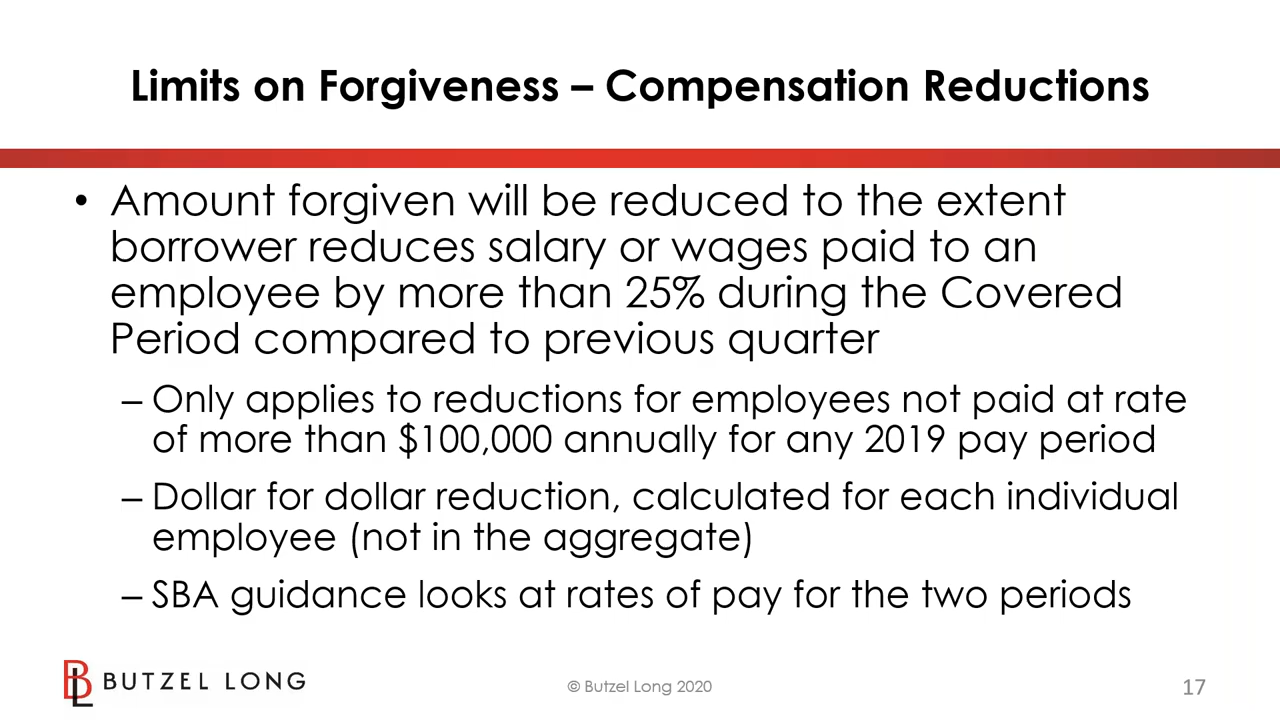 Limits on Forgiveness – Compensation Reductions
• Amount forgiven will be reduced to the extent
borrower reduces salary or wages paid to an
employee by more than 25% during the Covered
Period compared to previous quarter
– Only applies to reductions for employees not paid at rate
of more than $100,000 annually for any 2019 pay period
– Dollar for dollar reduction, calculated for each individual
employee (not in the aggregate)
– SBA guidance looks at rates of pay for the two periods
BL BUTZEL LONG
© Butzel Long 2020
17